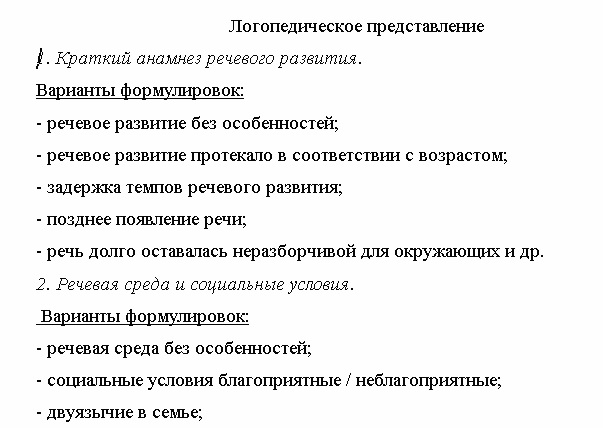 Логопедическое представление
1. Краткий анамнез речевого развития.
Варианты формулировок:
- речевое развитие без особенностей;
- речевое развитие протекало в соответствии с возрастом;
- задержка темпов речевого развития;
- позднее появление речи;
- речь долго оставалась неразборчивой для окружающих и др.
2. Речевая среда и социальные условия.
Варианты формулировок:
- речевая среда без особенностей;
- социальные условия благоприятные / неблагоприятные;
- двуязычие в семье;